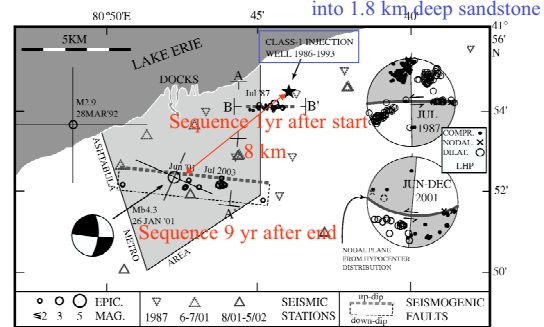 into 1.8 km deep sandstone
80°50'E
45'
40'
41°
56'
5KM
LAKE ERIE
CLASS-1 INJECTION
WELL 1986-1993
DOCKS
A
M2.9
28MAR'92
Jul '87
B
B'
54'
JUL
1987
Sequence 1yr after start
8 km
COMPR.
NODAL
DILAT.
LHP
ASHTABULA
Jun '01
Jul 2003
JUN-DEC
2001
52'
A'
Mb4.3
26 JAN '01
Sequence 9 yr after end
METRO
AREA
NODAL PLANE
FROM HYPOCENTER
DISTRIBUTION
50'
≤2 3 5
EPIC.
MAG.
1987 6-7/01 8/01-5/02
SEISMIC
STATIONS
up-dip
down-dip
SEISMOGENIC
FAULTS